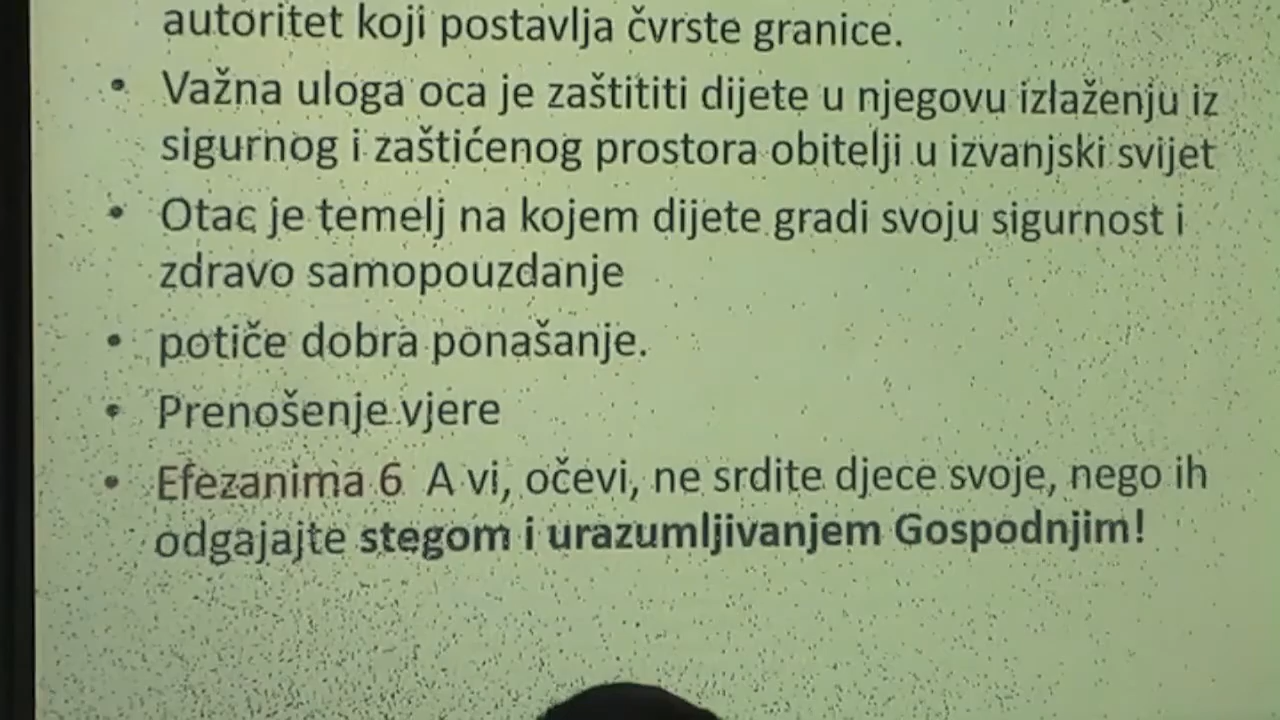 autoritet koji postavlja čvrste granice.
• Važna uloga oca je zaštititi dijete u njegovu izlaženju iz
sigurnog i zaštićenog prostora obitelji u izvanjski svijet
• Otac je temelj na kojem dijete gradi svoju sigurnost i
zdravo samopouzdanje
• potiče dobra ponašanje.
• Prenošenje vjere
• Efezanima 6 A vi, očevi, ne srdite djece svoje, nego ih
odgajajte stegom i urazumljivanjem Gospodnjim!